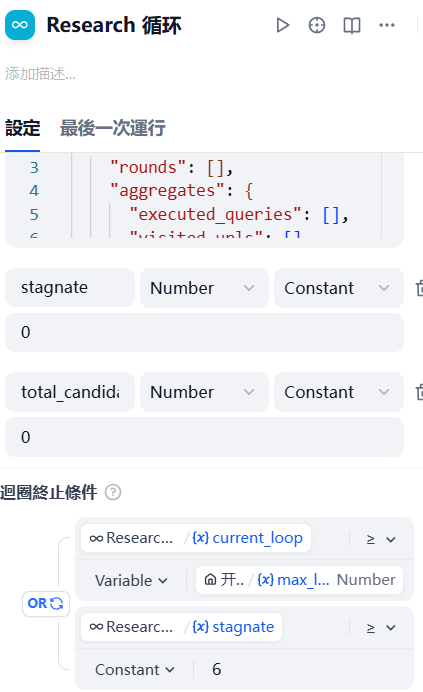 Research 循环
添加描述...
設定 最後一次運行
3 "rounds": [],
4 "aggregates": {
5 "executed_queries": [],
6 "visited_urls": []
stagnate Number Constant
0
total_candida Number Constant
0
迴圈終止條件 ?
Researc... / {x} current_loop ≥
Variable 开.. / {x} max_l... Number
OR
Researc... / {x} stagnate ≥
Constant 6